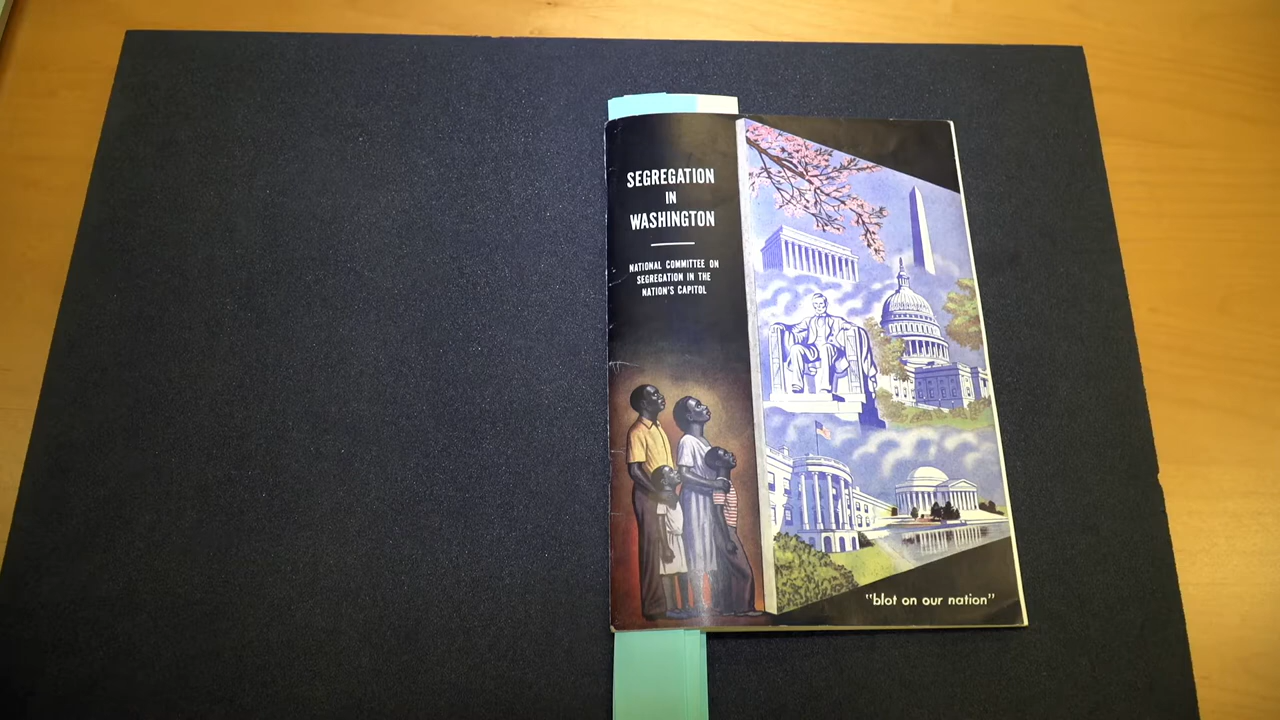 SEGREGATION
IN
WASHINGTON
NATIONAL COMMITTEE ON
SEGREGATION IN THE
NATION'S CAPITOL
"blot on our nation"